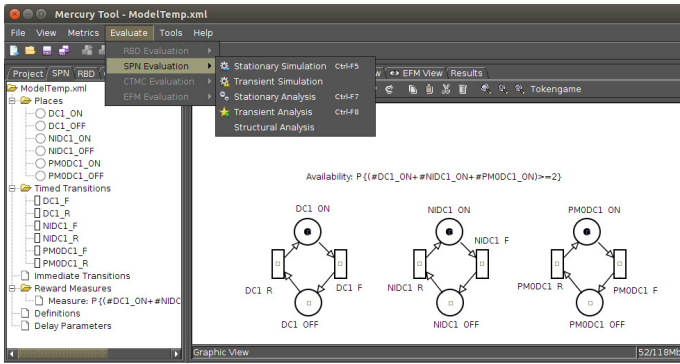 Mercury Tool - ModelTemp.xml
File View Metrics Evaluate Tools Help
RBD Evaluation
SPN Evaluation
CTMC Evaluation
EFM Evaluation
Stationary Simulation Ctrl-F5
Transient Simulation
Stationary Analysis Ctrl-F7
Transient Analysis Ctrl-F8
Structural Analysis
Project SPN RBD
EFM View Results
Tokengame
ModelTemp.xml
Places
DC1_ON
DC1_OFF
NIDC1_ON
NIDC1_OFF
PM0DC1_ON
PM0DC1_OFF
Timed Transitions
DC1_F
DC1_R
NIDC1_F
NIDC1_R
PM0DC1_F
PM0DC1_R
Immediate Transitions
Reward Measures
Measure: P{(#DC1_ON+#NIDC
Definitions
Delay Parameters
Availability: P{(#DC1_ON+#NIDC1_ON+#PM0DC1_ON)>=2}
DC1 ON
NIDC1 ON
PM0DC1 ON
NIDC1 F
DC1 R
DC1 F
NIDC1 R
PM0DC1 R
PM0DC1 F
DC1 OFF
NIDC1 OFF
PM0DC1 OFF
Graphic View
52/118Mb